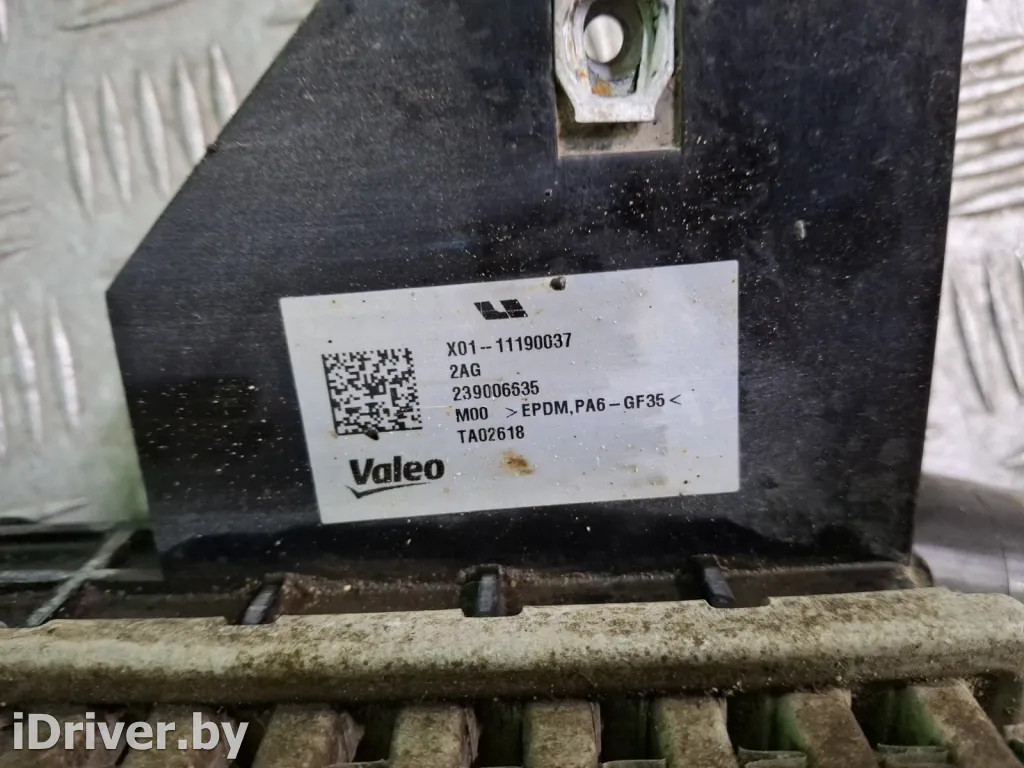 X01--11190037
2AG
239006635
M00 >EPDM,PA6-GF35<
TA02618
Valeo
iDriver.by